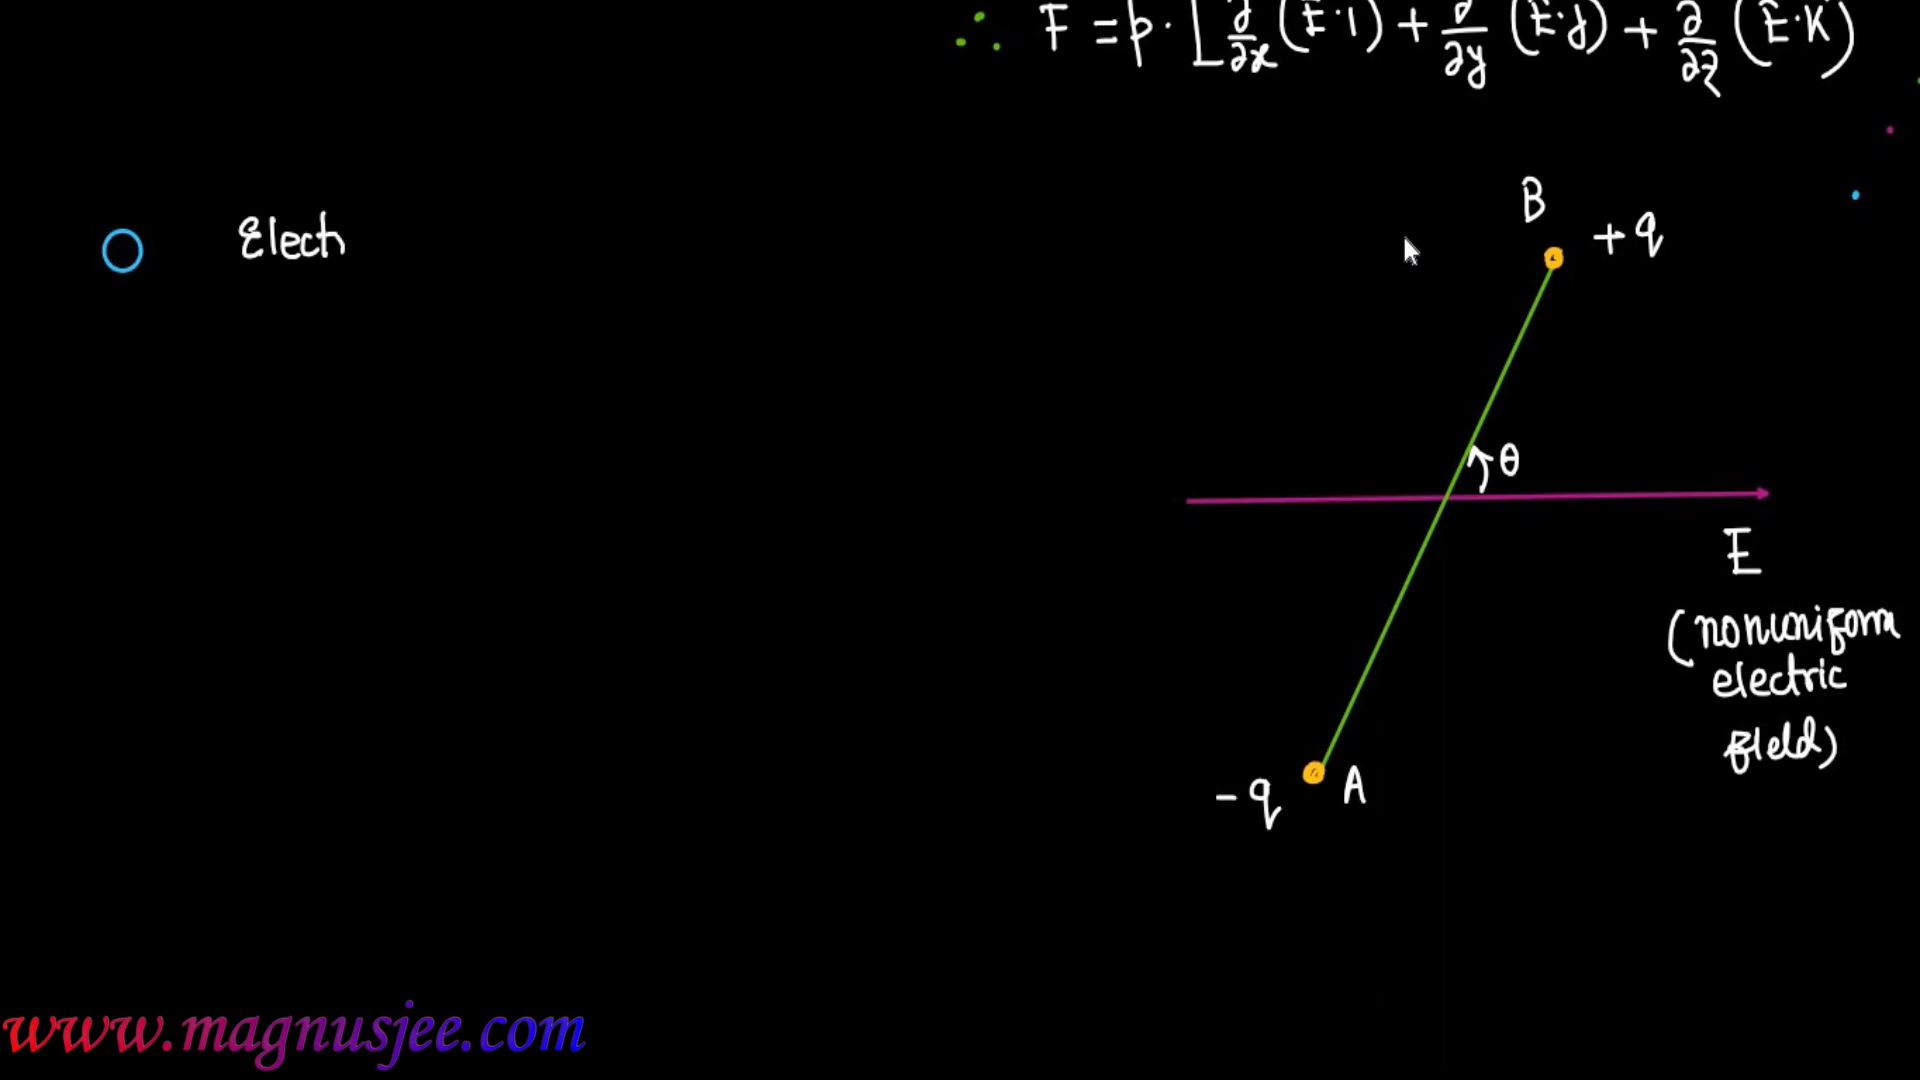 ∴ F = p · [ ∂/∂x (E·i) + ∂/∂y (E·j) + ∂/∂z (E·K)
B
+q
Elect
θ
E
(nonuniform
electric
field)
-q A
www.magnusjee.com